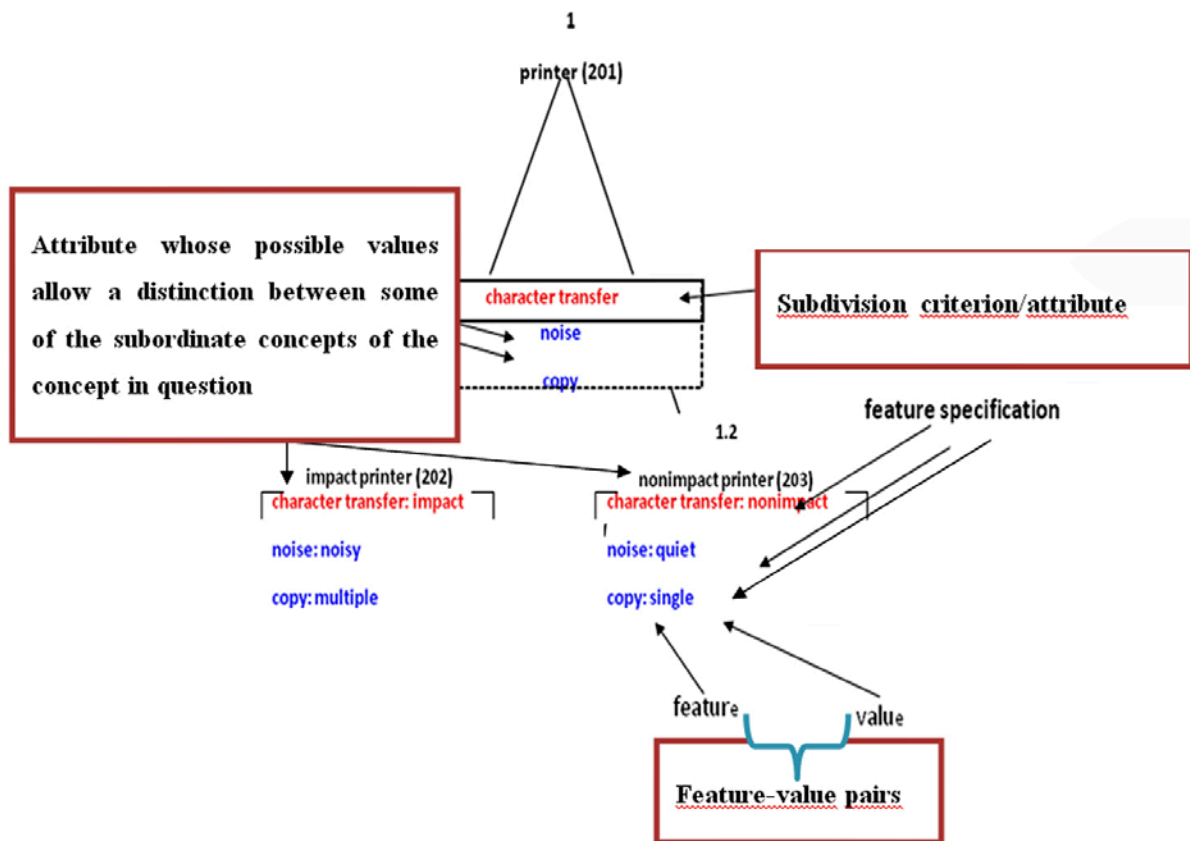 1
printer (201)
Attribute whose possible values
allow a distinction between some
of the subordinate concepts of the
concept in question
character transfer
noise
copy
Subdivision criterion/attribute
feature specification
1.2
impact printer (202)
character transfer: impact
noise: noisy
copy: multiple
nonimpact printer (203)
character transfer: nonimpact
noise: quiet
copy: single
feature
value
Feature-value pairs